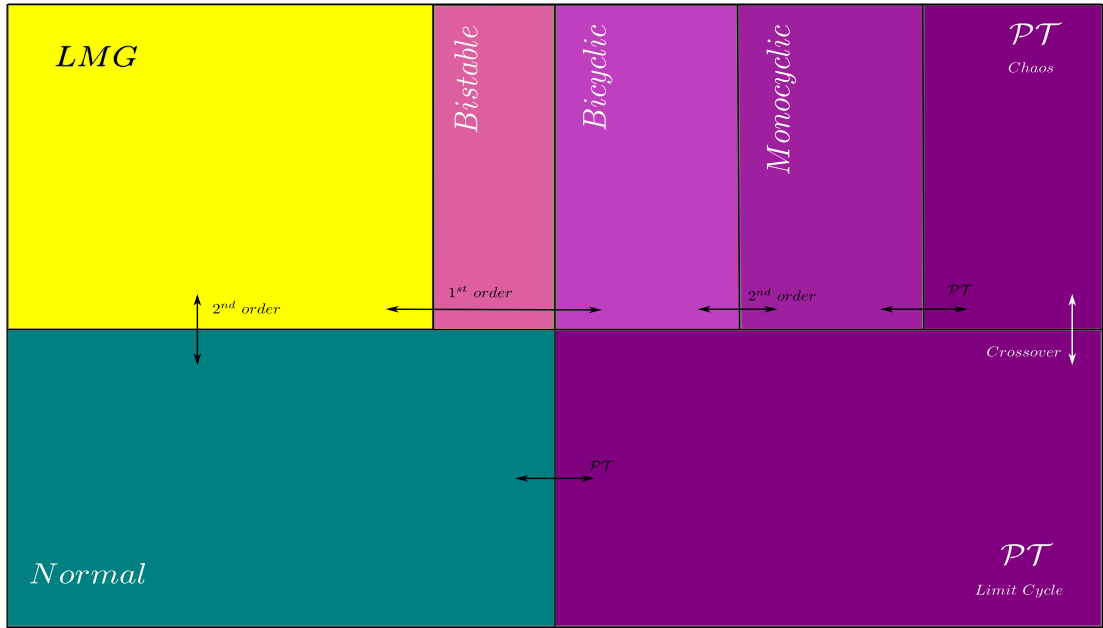 LMG
Bistable
Bicyclic
Monocyclic
𝒫𝒯
Chaos
2ⁿᵈ order
1ˢᵗ order
2ⁿᵈ order
𝒫𝒯
Crossover
𝒫𝒯
Normal
𝒫𝒯
Limit Cycle